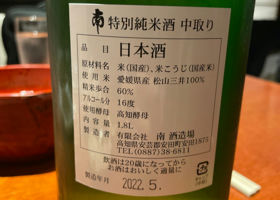 南 特別純米酒 中取り
品目 日本酒
原材料名 米(国産)、米こうじ(国産米)
使用米 愛媛県産 松山三井100%
精米歩合 60%
アルコール分 16度
使用酵母 高知酵母
内容量 1.8L
製造者 有限会社 南 酒造場
高知県安芸郡安田町安田1875
TEL(0887)38-6811
飲酒は20歳になってから
お酒はおいしく適量に
製造年月 2022.5.